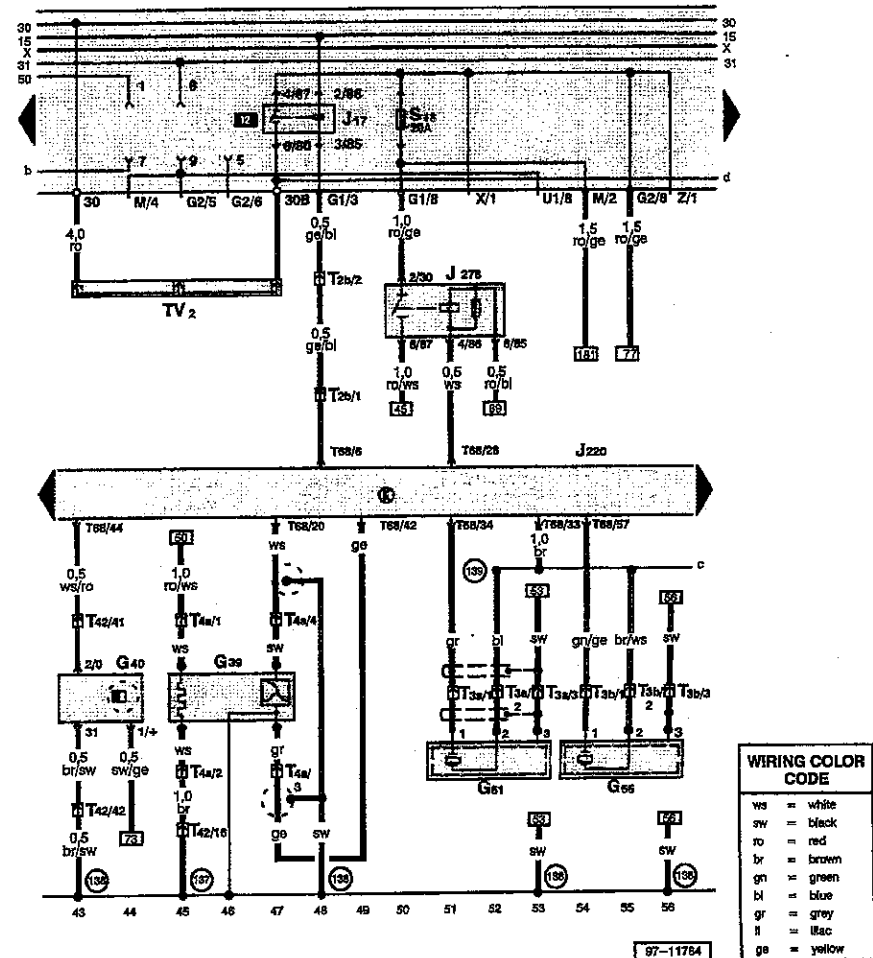 30 30
15 15
X X
31 31
50
1 8 4/87 2/86
12 J17 S18 20A
6/80 3/85
b 7 9 5 d
30 M/4 G2/5 G2/6 30B G1/3 G1/8 X/1 U1/8 M/2 G2/8 Z/1
4,0 ro
0,5 ge/bl
1,0 ro/ge
1,5 ro/ge
1,5 ro/ge
T2b/2
2/30 J 278
TV 2
0,5 ge/bl
8/87 4/86 6/85
181 77
1,0 ro/ws
0,5 ws
0,5 ro/bl
T2b/1 45 89
T68/6 T68/28 J220
K
T68/44 T68/20 T68/42 T68/34 T68/33 T68/57
50 ws ge 1,0 br
0,5 ws/ro
1,0 ro/ws
139 c
53 56
T42/41 T4a/1 T4a/4
gr bl sw gn/ge br/ws sw
ws sw
2/0 G40 G39
T3a/1 T3a/2 T3a/3 T3b/1 T3b/2 T3b/3
31 1/+
1 2 3 1 2 3
0,5 br/sw
0,5 sw/ge
ws gr
G61 G66
T4a/2 T4a/3
T42/42 73
1,0 br
T42/16
0,5 br/sw
ge sw
53 56
sw sw
136 137 138 138 138
43 44 45 46 47 48 49 50 51 52 53 54 55 56
97-11764
WIRING COLOR
CODE
ws = white
sw = black
ro = red
br = brown
gn = green
bl = blue
gr = grey
li = lilac
ge = yellow